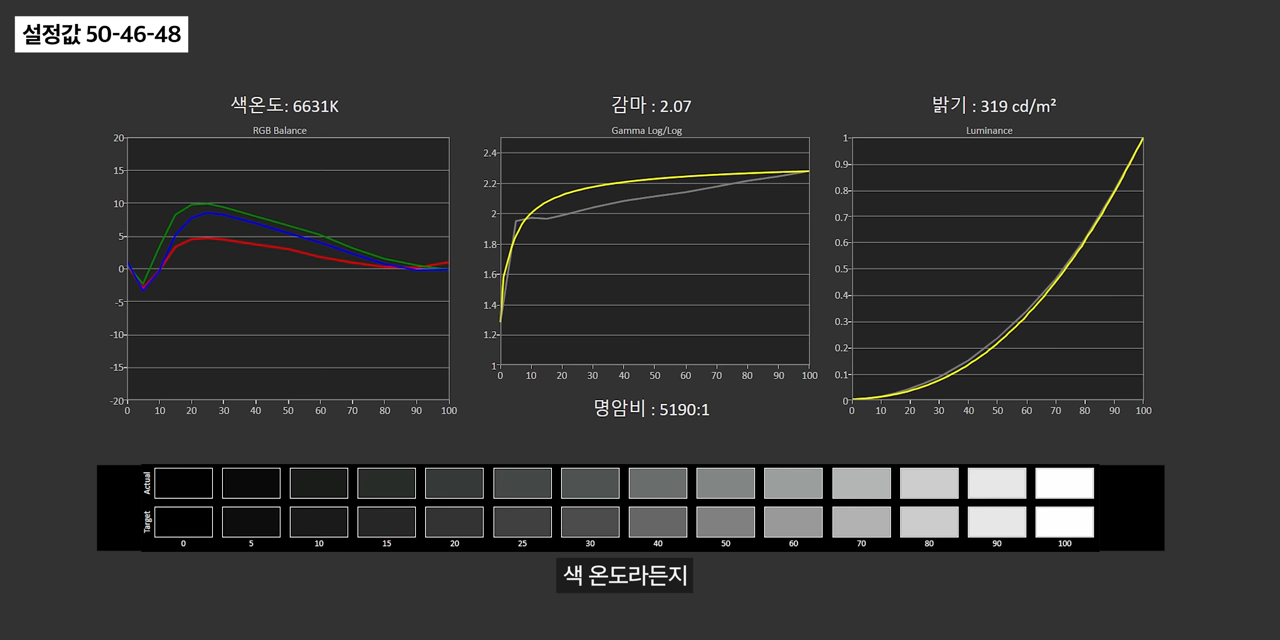 설정값 50-46-48
색온도: 6631K
RGB Balance
20
15
10
5
0
-5
-10
-15
-20
0 10 20 30 40 50 60 70 80 90 100
감마 : 2.07
Gamma Log/Log
2.4
2.2
2
1.8
1.6
1.4
1.2
1
0 10 20 30 40 50 60 70 80 90 100
명암비 : 5190:1
밝기 : 319 cd/m²
Luminance
1
0.9
0.8
0.7
0.6
0.5
0.4
0.3
0.2
0.1
0
0 10 20 30 40 50 60 70 80 90 100
Actual
Target
0 5 10 15 20 25 30 40 50 60 70 80 90 100
색 온도라든지